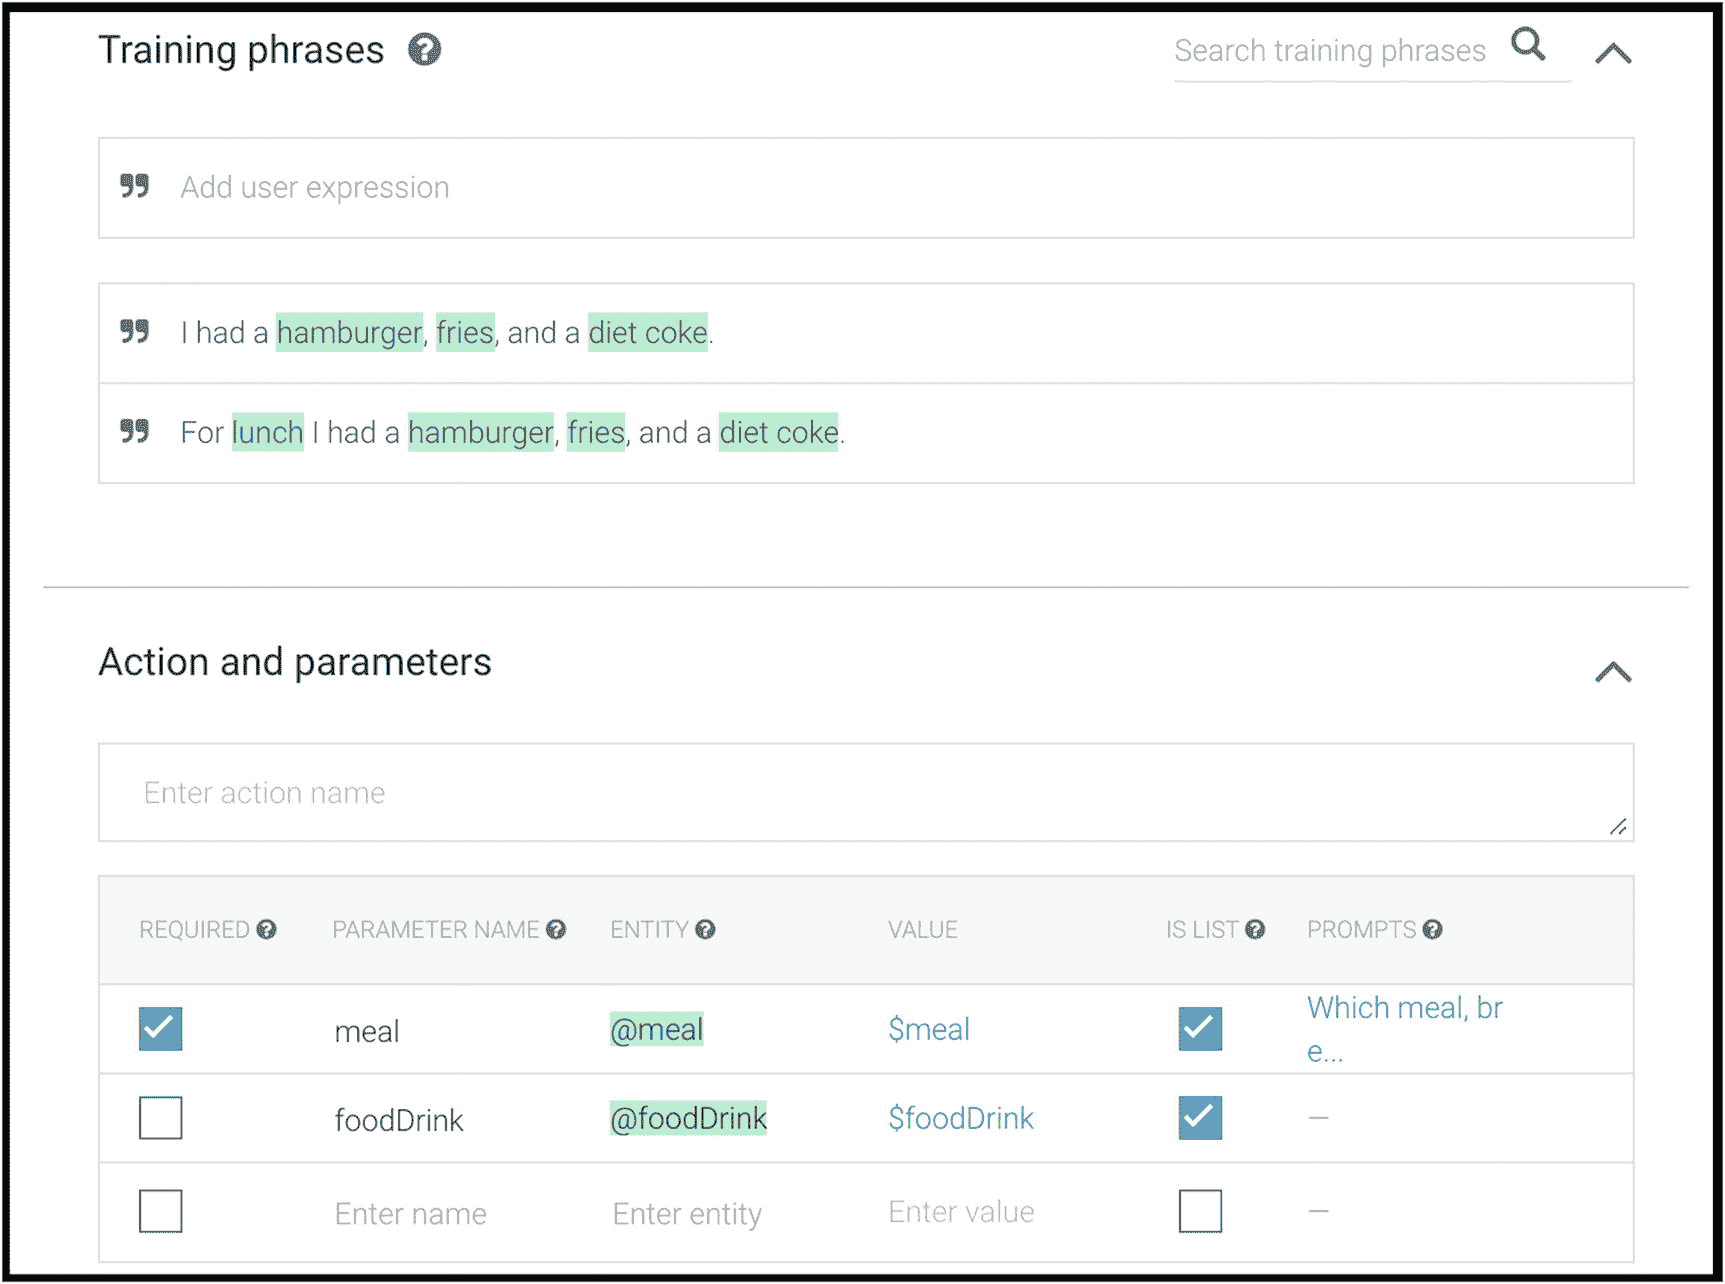 Training phrases
Search training phrases
Add user expression
I had a hamburger, fries, and a diet coke.
For lunch I had a hamburger, fries, and a diet coke.
Action and parameters
Enter action name
REQUIRED PARAMETER NAME ENTITY VALUE IS LIST PROMPTS
meal @meal $meal Which meal, br
e...
foodDrink @foodDrink $foodDrink –
Enter name Enter entity Enter value –